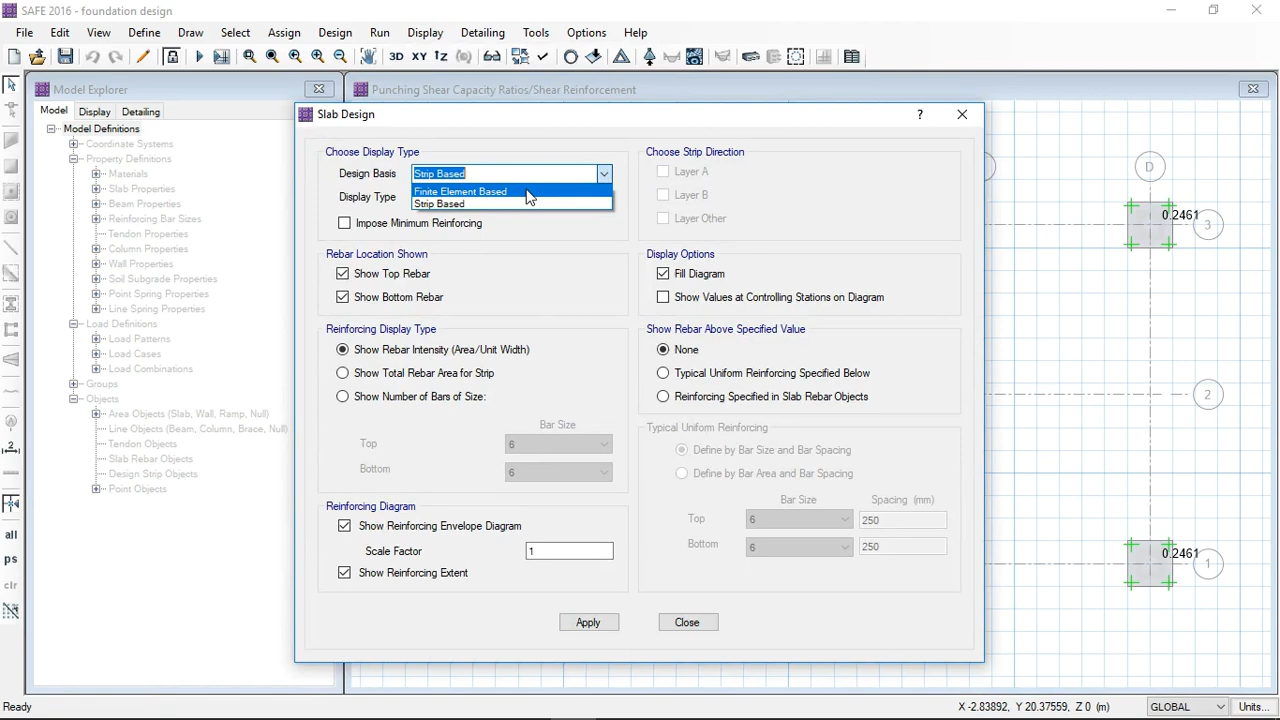 SAFE 2016 - foundation design
File Edit View Define Draw Select Assign Design Run Display Detailing Tools Options Help
3D XY
Model Explorer
Model Display Detailing
Model Definitions
Coordinate Systems
Property Definitions
Materials
Slab Properties
Beam Properties
Reinforcing Bar Sizes
Tendon Properties
Column Properties
Wall Properties
Soil Subgrade Properties
Point Spring Properties
Line Spring Properties
Load Definitions
Load Patterns
Load Cases
Load Combinations
Groups
Objects
Area Objects (Slab, Wall, Ramp, Null)
Line Objects (Beam, Column, Brace, Null)
Tendon Objects
Slab Rebar Objects
Design Strip Objects
Point Objects
all
ps
clr
Punching Shear Capacity Ratios/Shear Reinforcement
Slab Design
?
Choose Display Type
Design Basis Strip Based
Finite Element Based
Strip Based
Display Type
Impose Minimum Reinforcing
Rebar Location Shown
Show Top Rebar
Show Bottom Rebar
Reinforcing Display Type
Show Rebar Intensity (Area/Unit Width)
Show Total Rebar Area for Strip
Show Number of Bars of Size:
Bar Size
Top 6
Bottom 6
Reinforcing Diagram
Show Reinforcing Envelope Diagram
Scale Factor 1
Show Reinforcing Extent
Choose Strip Direction
Layer A
Layer B
Layer Other
Display Options
Fill Diagram
Show Values at Controlling Stations on Diagram
Show Rebar Above Specified Value
None
Typical Uniform Reinforcing Specified Below
Reinforcing Specified in Slab Rebar Objects
Typical Uniform Reinforcing
Define by Bar Size and Bar Spacing
Define by Bar Area and Bar Spacing
Bar Size Spacing (mm)
Top 6 250
Bottom 6 250
Apply Close
D
0.2461 3
2
0.2461 1
Ready X -2.83892, Y 20.37559, Z 0 (m) GLOBAL Units...